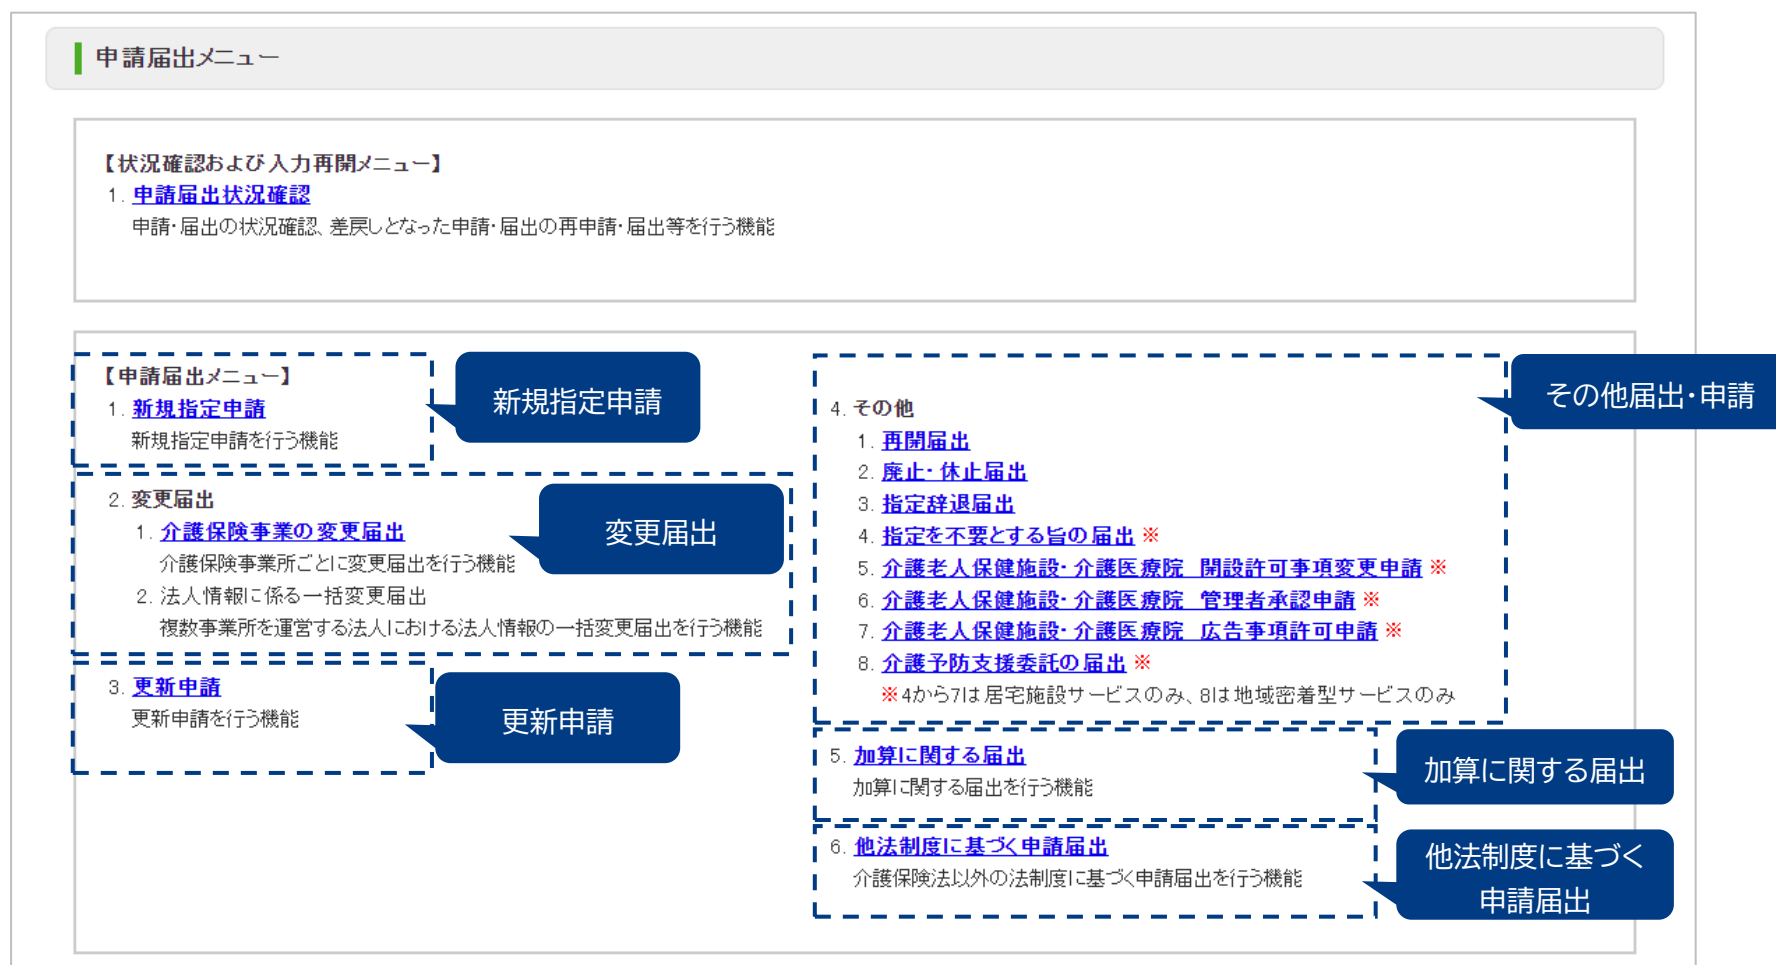 申請届出メニュー
【状況確認および入力再開メニュー】
1. 申請届出状況確認
申請・届出の状況確認、差戻しとなった申請・届出の再申請・届出等を行う機能
【申請届出メニュー】
1. 新規指定申請
新規指定申請を行う機能
新規指定申請
2. 変更届出
1. 介護保険事業の変更届出
介護保険事業所ごとに変更届出を行う機能
2. 法人情報に係る一括変更届出
複数事業所を運営する法人における法人情報の一括変更届出を行う機能
変更届出
3. 更新申請
更新申請を行う機能
更新申請
4. その他
1. 再開届出
2. 廃止・休止届出
3. 指定辞退届出
4. 指定を不要とする旨の届出 ※
5. 介護老人保健施設・介護医療院 開設許可事項変更申請 ※
6. 介護老人保健施設・介護医療院 管理者承認申請 ※
7. 介護老人保健施設・介護医療院 広告事項許可申請 ※
8. 介護予防支援委託の届出 ※
※4から7は居宅施設サービスのみ、8は地域密着型サービスのみ
その他届出・申請
5. 加算に関する届出
加算に関する届出を行う機能
加算に関する届出
6. 他法制度に基づく申請届出
介護保険法以外の法制度に基づく申請届出を行う機能
他法制度に基づく
申請届出